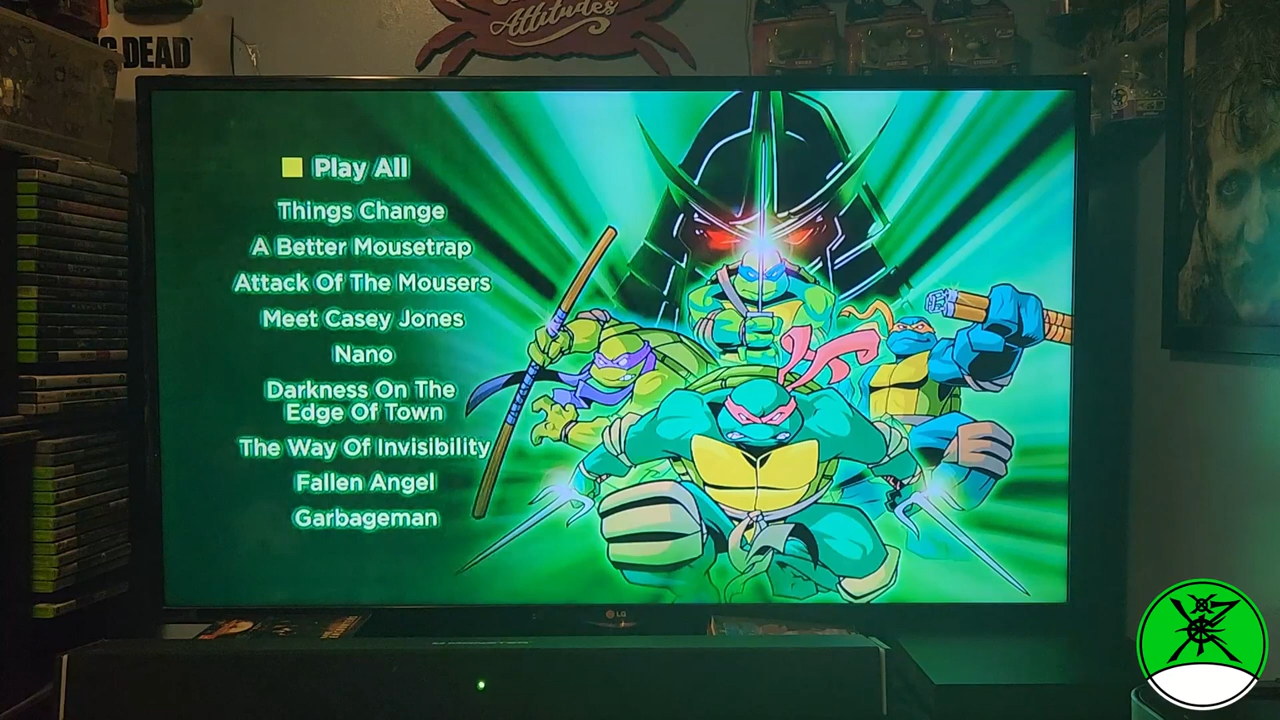 Attitudes
DEAD
Play All
Things Change
A Better Mousetrap
Attack Of The Mousers
Meet Casey Jones
Nano
Darkness On The
Edge Of Town
The Way Of Invisibility
Fallen Angel
Garbageman
LG